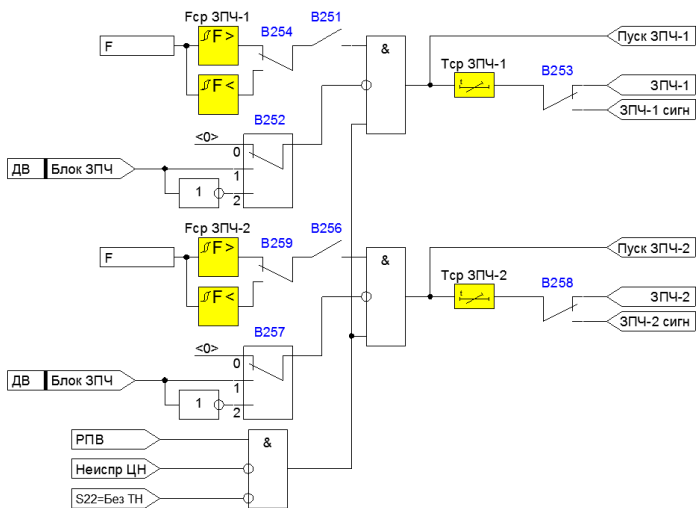 Fср ЗПЧ-1
B254
B251
F
F >
F <
&
Пуск ЗПЧ-1
Тср ЗПЧ-1
t
B253
ЗПЧ-1
ЗПЧ-1 сигн
B252
<0>
0
1
2
ДВ
Блок ЗПЧ
1
Fср ЗПЧ-2
B259
B256
F
F >
F <
&
Пуск ЗПЧ-2
Тср ЗПЧ-2
t
B258
ЗПЧ-2
ЗПЧ-2 сигн
B257
<0>
0
1
2
ДВ
Блок ЗПЧ
1
РПВ
&
Неиспр ЦН
S22=Без ТН